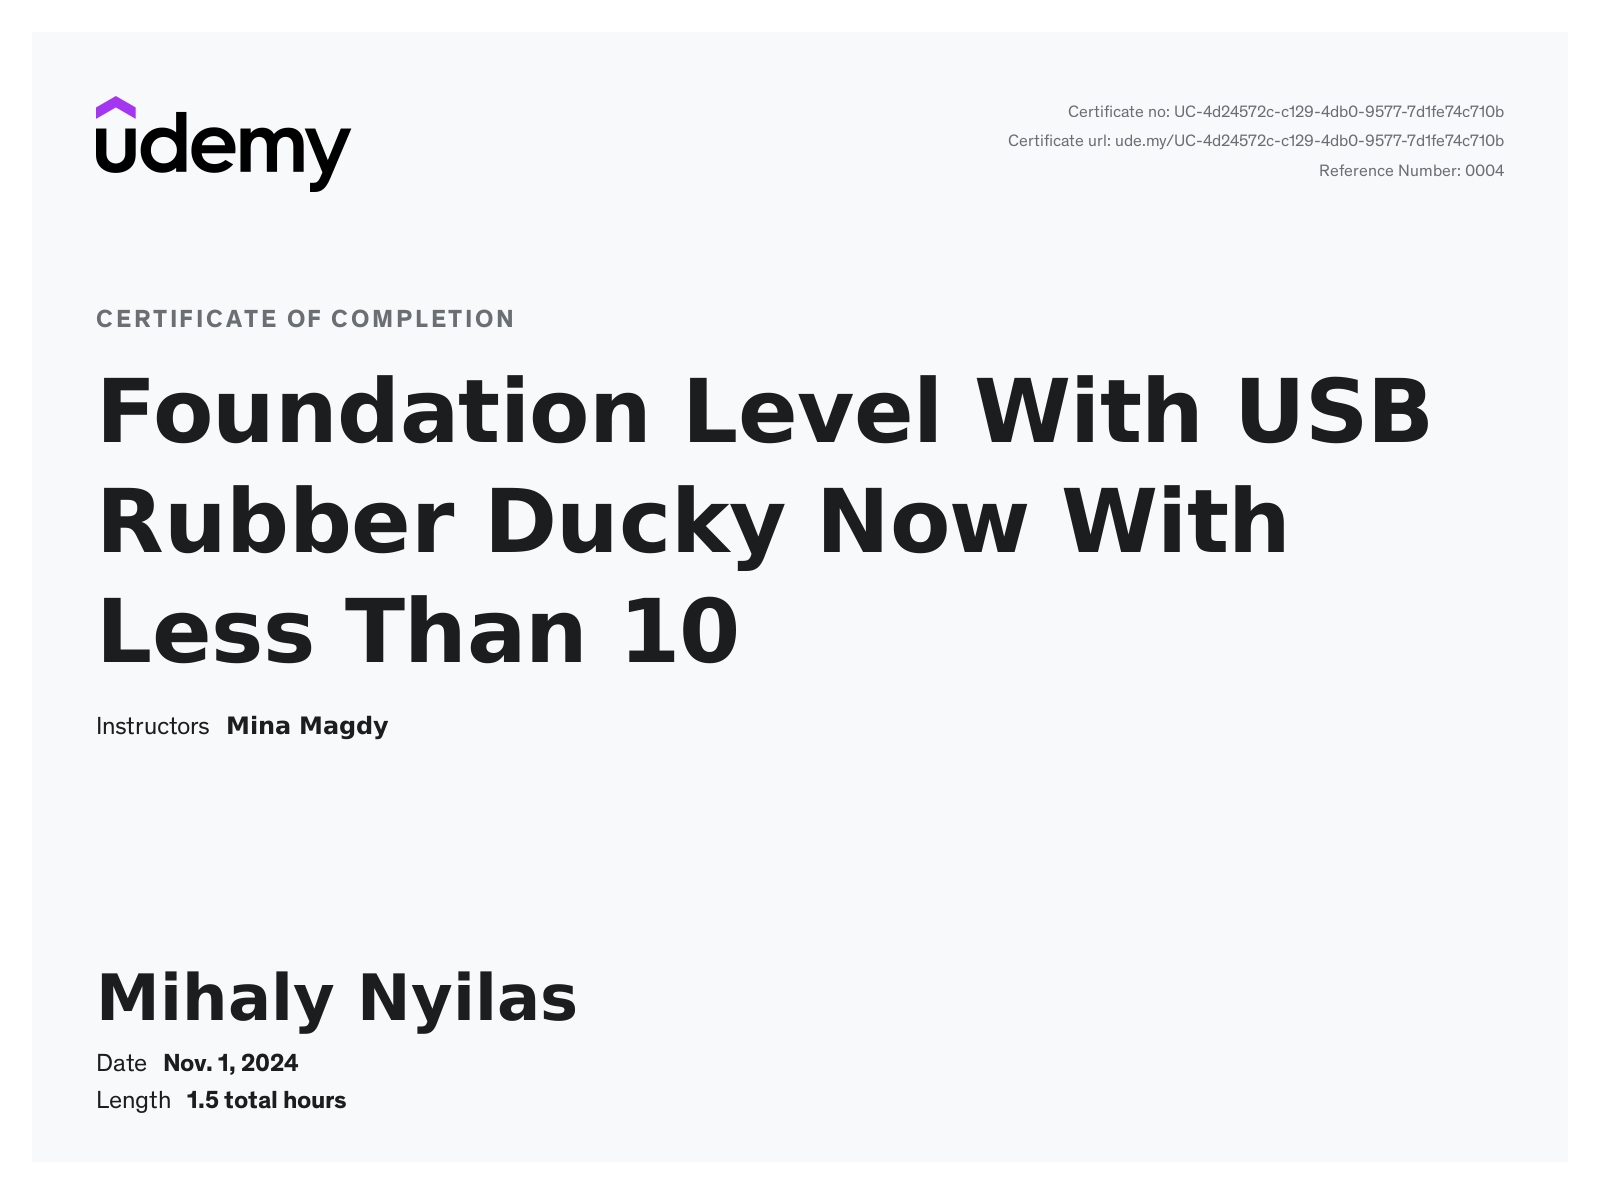 udemy
Certificate no: UC-4d24572c-c129-4db0-9577-7d1fe74c710b
Certificate url: ude.my/UC-4d24572c-c129-4db0-9577-7d1fe74c710b
Reference Number: 0004
CERTIFICATE OF COMPLETION
Foundation Level With USB
Rubber Ducky Now With
Less Than 10
Instructors Mina Magdy
Mihaly Nyilas
Date Nov. 1, 2024
Length 1.5 total hours